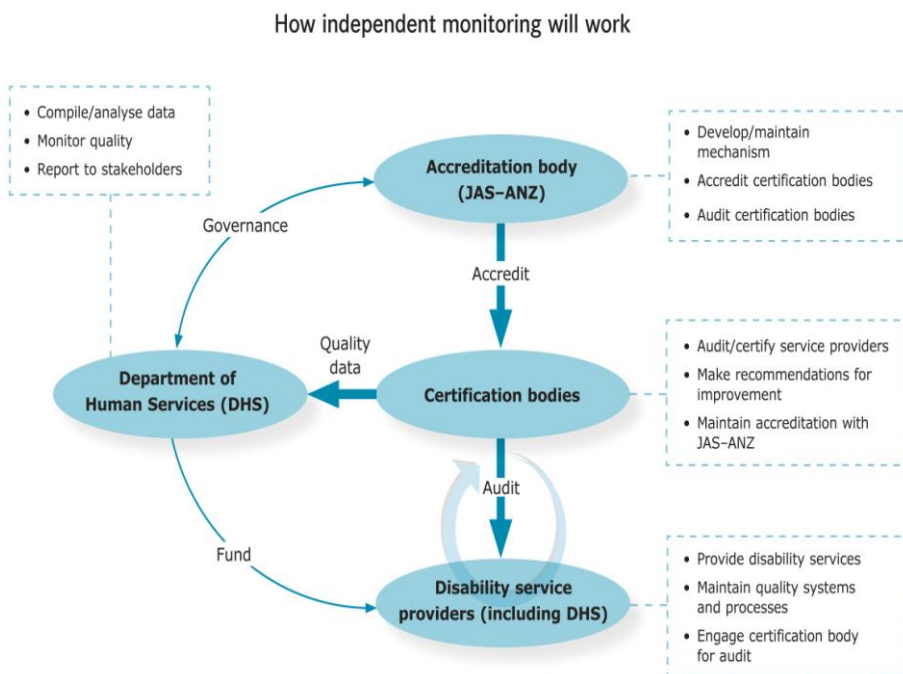 How independent monitoring will work
• Compile/analyse data
• Monitor quality
• Report to stakeholders
Accreditation body
(JAS–ANZ)
• Develop/maintain
mechanism
• Accredit certification bodies
• Audit certification bodies
Governance
Accredit
Quality
data
Department of
Human Services (DHS)
Certification bodies
• Audit/certify service providers
• Make recommendations for
improvement
• Maintain accreditation with
JAS–ANZ
Audit
Fund
Disability service
providers (including DHS)
• Provide disability services
• Maintain quality systems
and processes
• Engage certification body
for audit